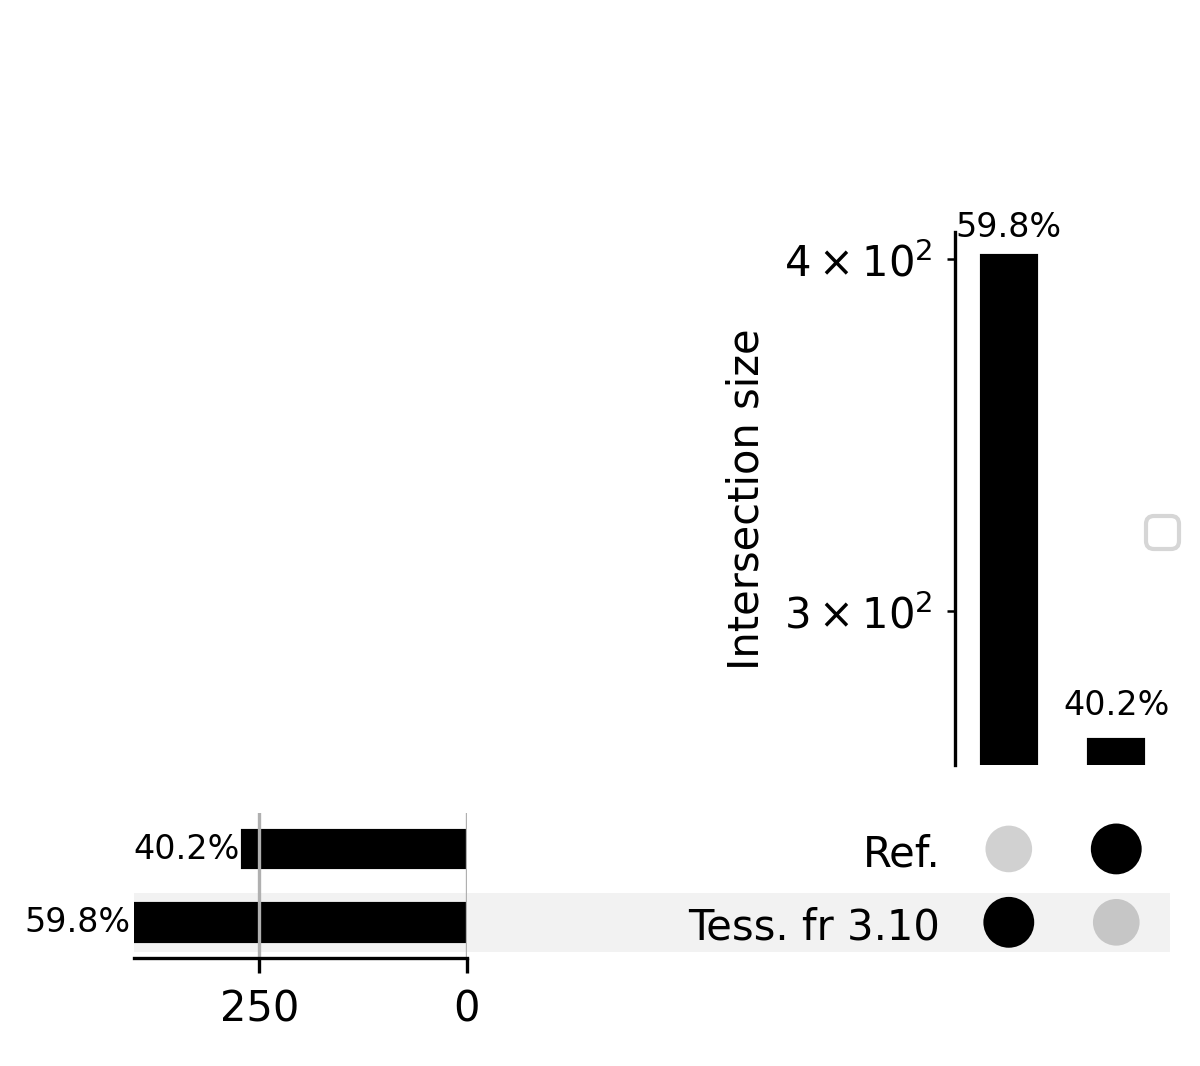 59.8%
4 × 10²
Intersection size
3 × 10²
40.2%
40.2%
Ref.
59.8%
Tess. fr 3.10
250
0